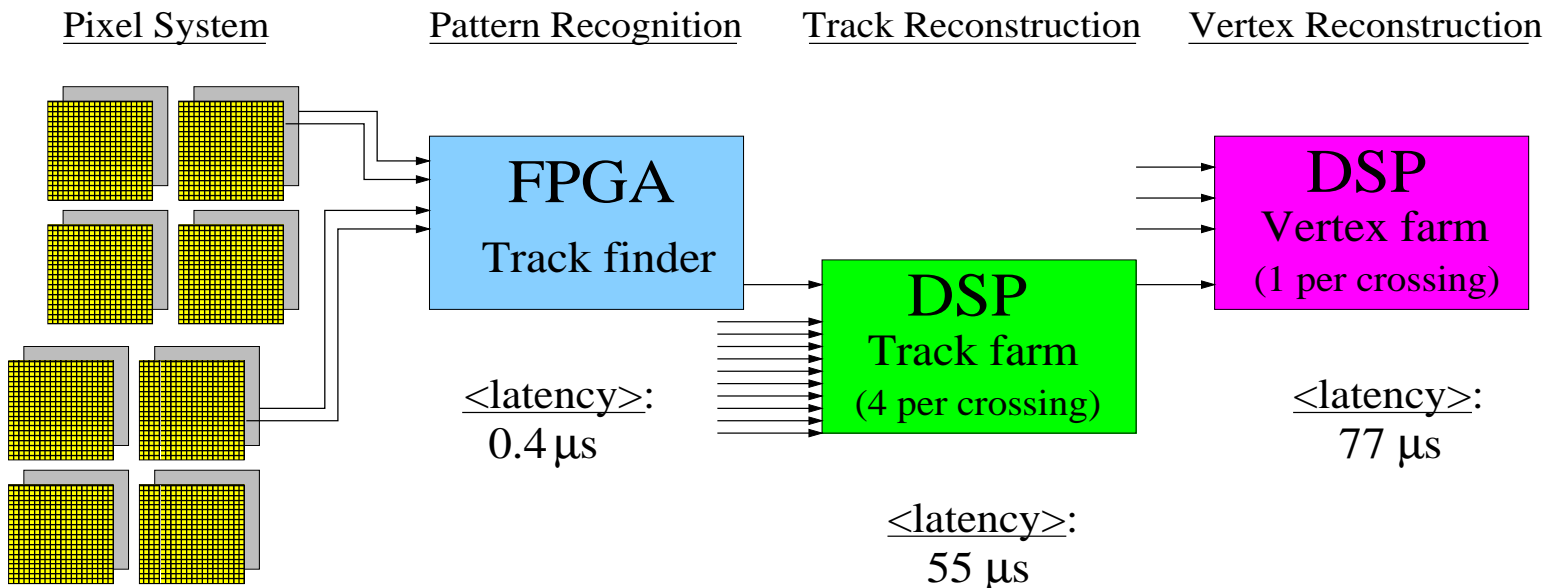 Pixel System
Pattern Recognition
Track Reconstruction
Vertex Reconstruction
FPGA
Track finder
<latency>:
0.4 μs
DSP
Track farm
(4 per crossing)
<latency>:
55 μs
DSP
Vertex farm
(1 per crossing)
<latency>:
77 μs